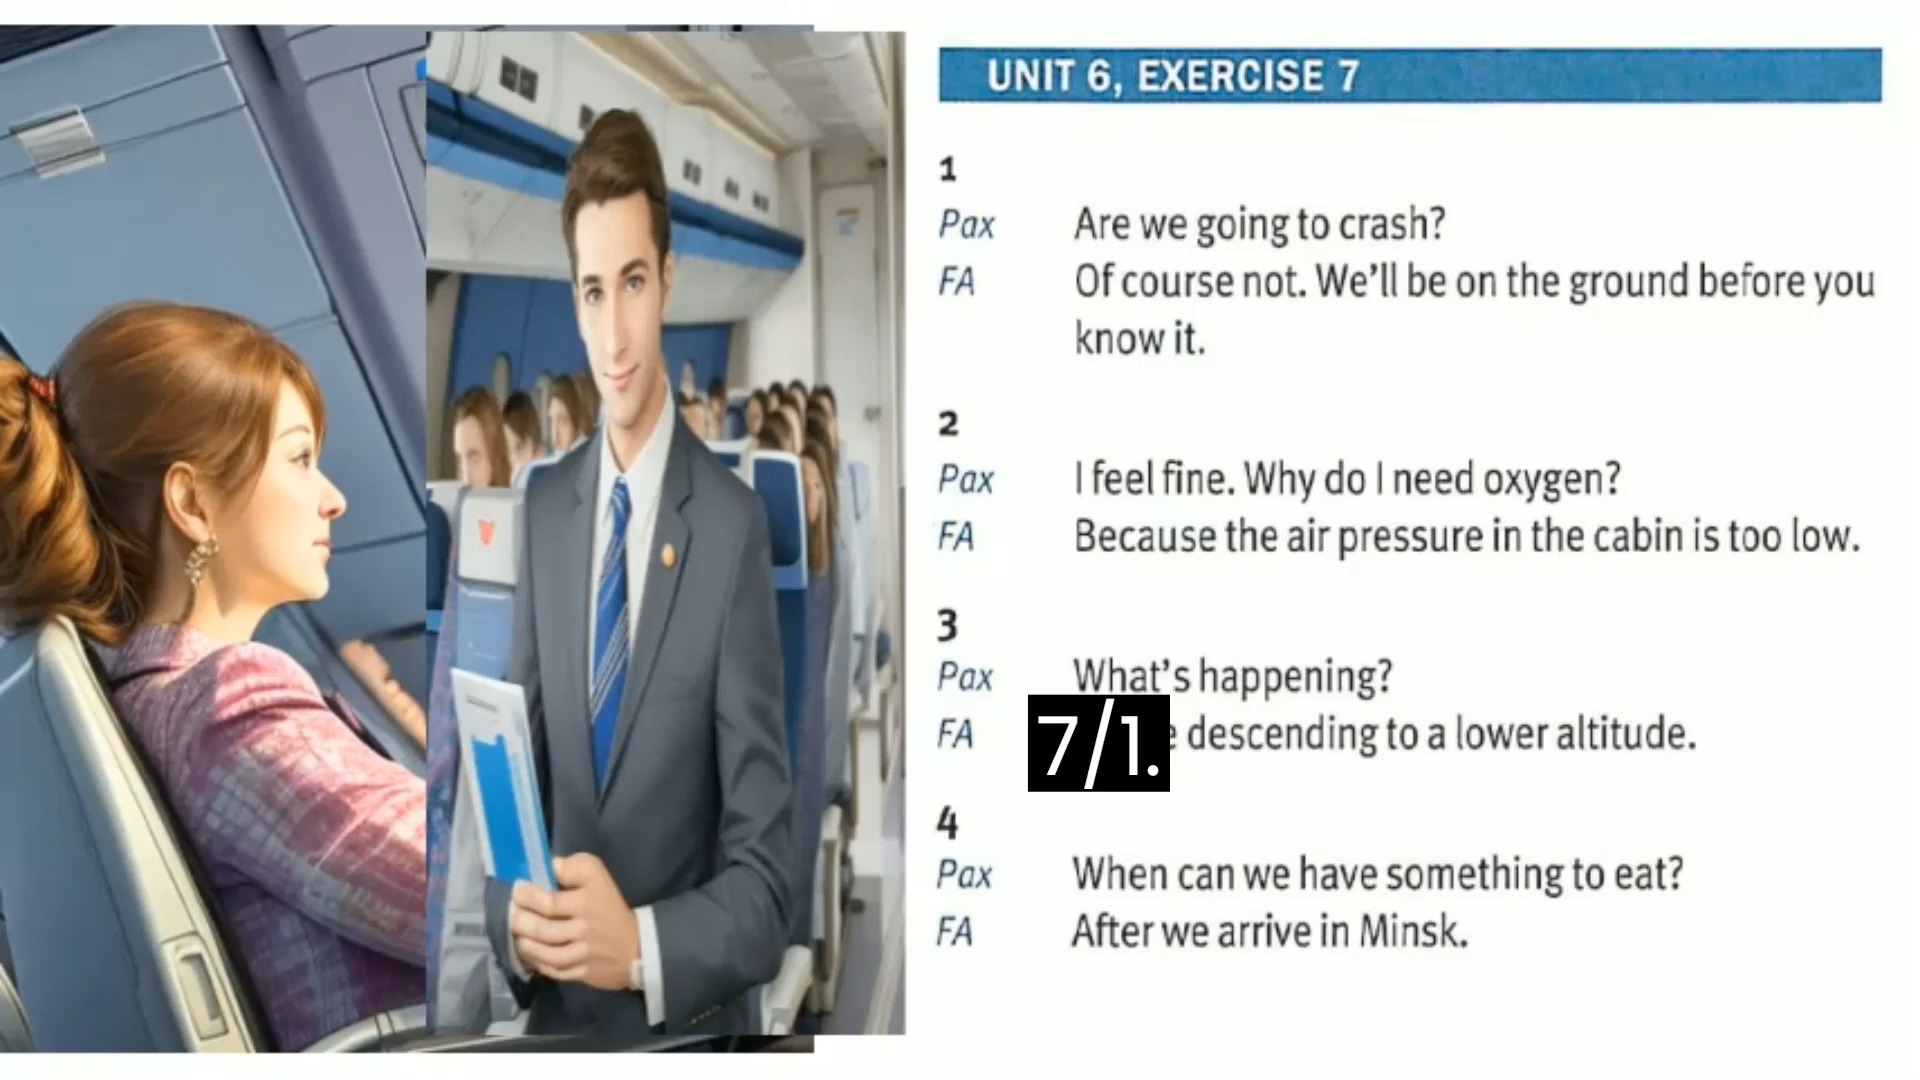 UNIT 6, EXERCISE 7
1
Pax Are we going to crash?
FA Of course not. We'll be on the ground before you
know it.
2
Pax I feel fine. Why do I need oxygen?
FA Because the air pressure in the cabin is too low.
3
Pax What's happening?
FA descending to a lower altitude.
7/1.
4
Pax When can we have something to eat?
FA After we arrive in Minsk.